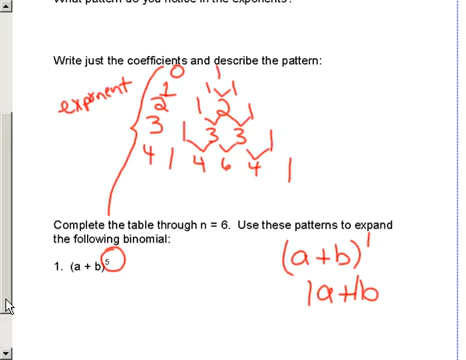 What pattern do you notice in the exponents?
Write just the coefficients and describe the pattern:
exponent
0 1
1 1 1
2 1 2 1
3 1 3 3 1
4 1 4 6 4 1
Complete the table through n = 6. Use these patterns to expand
the following binomial:
1. (a + b)⁵
(a+b)¹
1a+1b